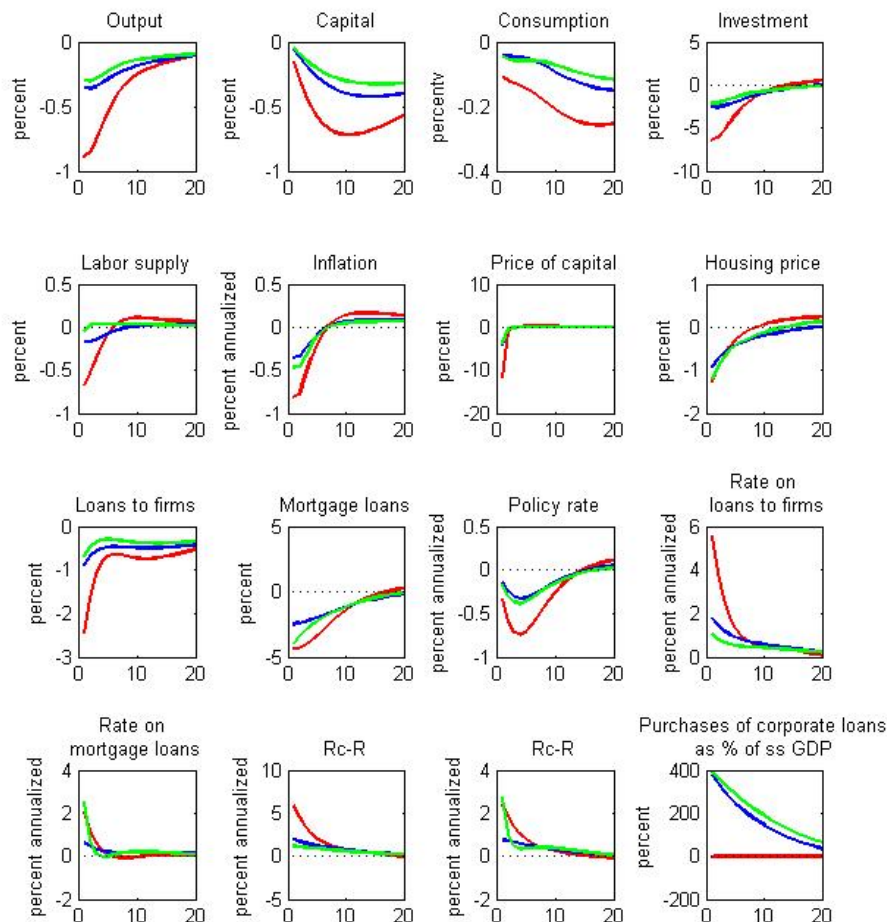 Output
Capital
Consumption
Investment
0
-0.5
-1
percent
0 10 20
0
-0.5
-1
percent
0 10 20
0
-0.2
-0.4
percentv
0 10 20
5
0
-5
-10
percent
0 10 20
Labor supply
Inflation
Price of capital
Housing price
0.5
0
-0.5
-1
percent
0 10 20
0.5
0
-0.5
-1
percent annualized
0 10 20
10
0
-10
-20
percent
0 10 20
1
0
-1
-2
percent
0 10 20
Loans to firms
Mortgage loans
Policy rate
Rate on
loans to firms
0
-1
-2
-3
percent
0 10 20
5
0
-5
percent
0 10 20
0.5
0
-0.5
-1
percent annualized
0 10 20
6
4
2
0
percent annualized
0 10 20
Rate on
mortgage loans
Rc-R
Rc-R
Purchases of corporate loans
as % of ss GDP
4
2
0
-2
percent annualized
0 10 20
10
5
0
-5
percent annualized
0 10 20
4
2
0
-2
percent annualized
0 10 20
400
200
0
-200
percent
0 10 20